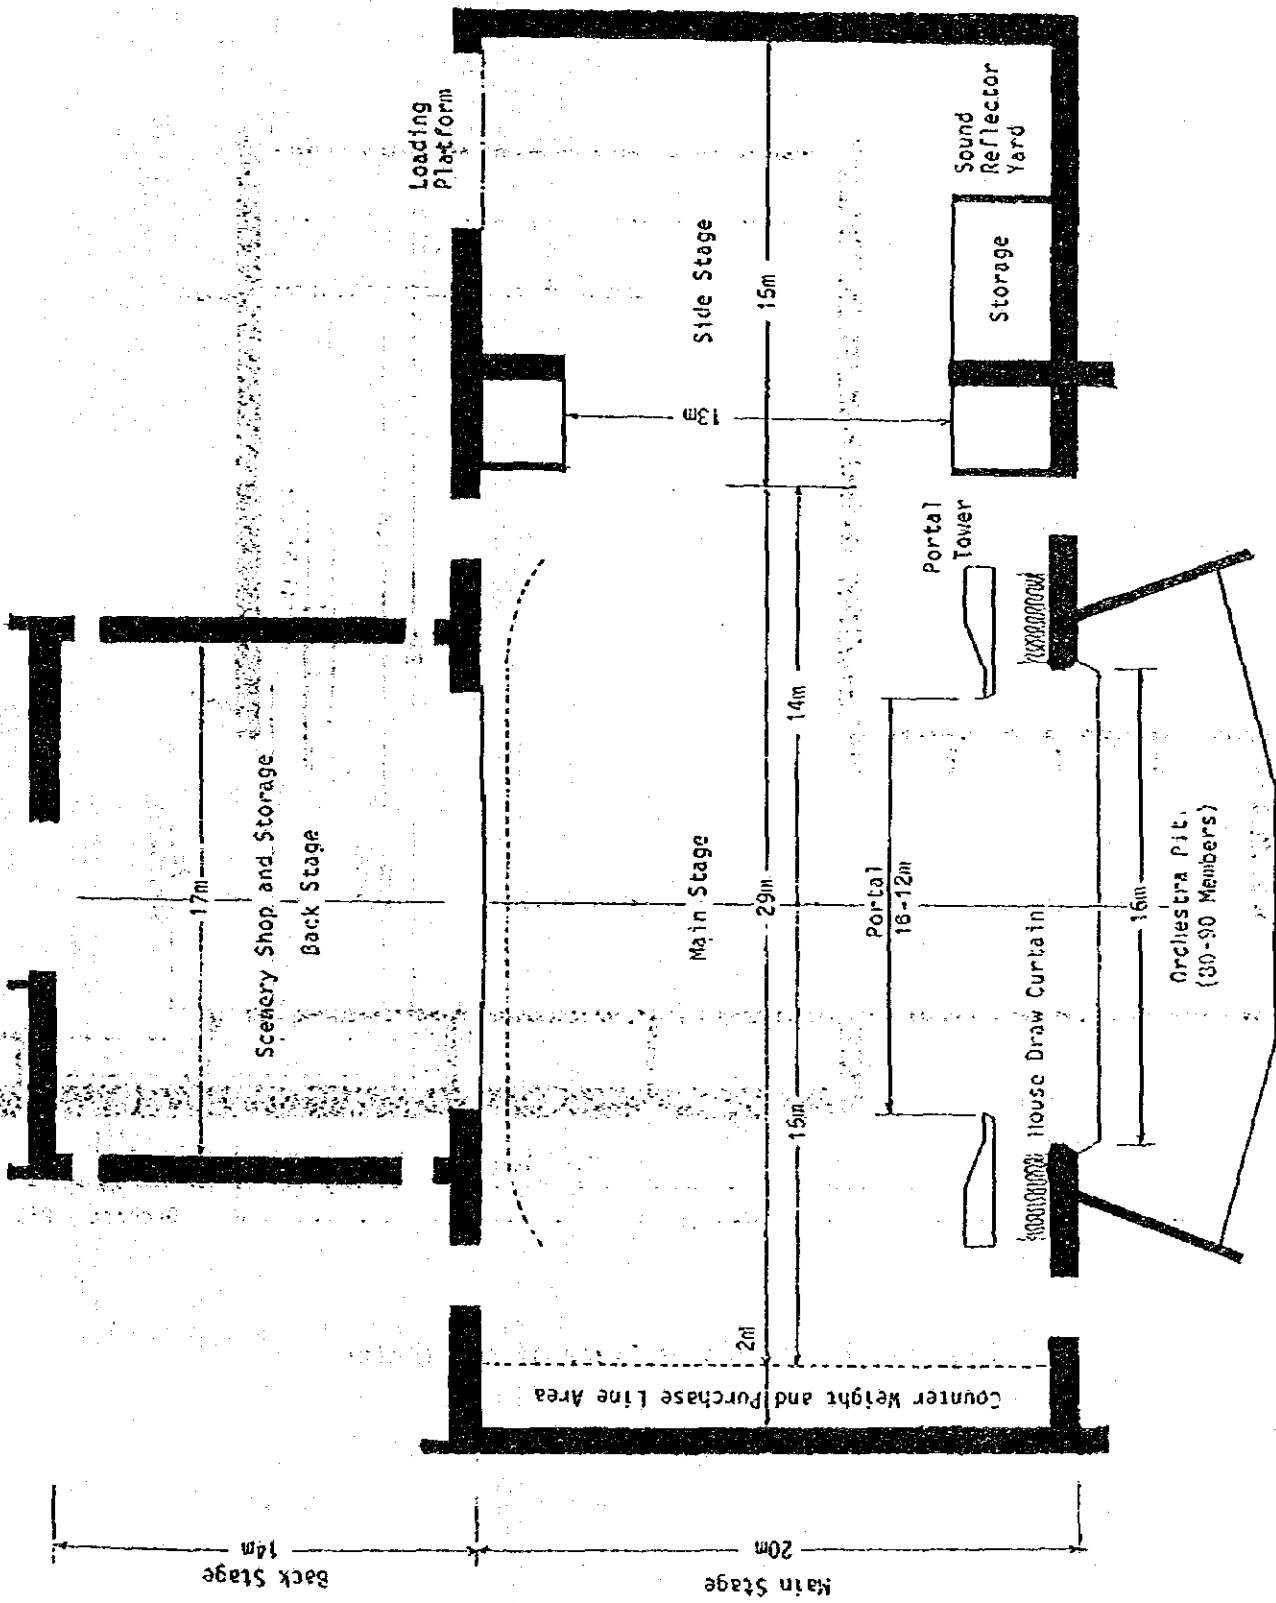 Loading
Platform
Sound
Reflector
Yard
Side Stage
15m
Storage
13m
Portal
Tower
14m
Scenery Shop and Storage
Back Stage
17m
Main Stage
29m
Portal
16-12m
House Draw Curtain
16m
Orchestra Pit.
(80-90 Members)
15m
2m
Counter Weight and Purchase Line Area
14m
Back Stage
20m
Main Stage